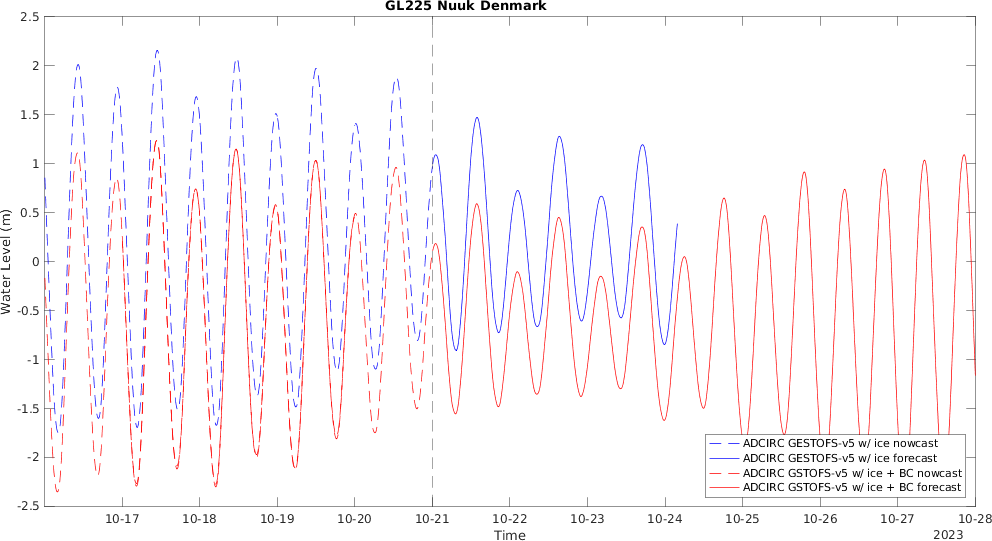 GL225 Nuuk Denmark
2.5
2
1.5
1
0.5
0
-0.5
-1
-1.5
-2
-2.5
Water Level (m)
ADCIRC GESTOFS-v5 w/ ice nowcast
ADCIRC GESTOFS-v5 w/ ice forecast
ADCIRC GSTOFS-v5 w/ ice + BC nowcast
ADCIRC GSTOFS-v5 w/ ice + BC forecast
10-17 10-18 10-19 10-20 10-21 10-22 10-23 10-24 10-25 10-26 10-27 10-28
Time
2023